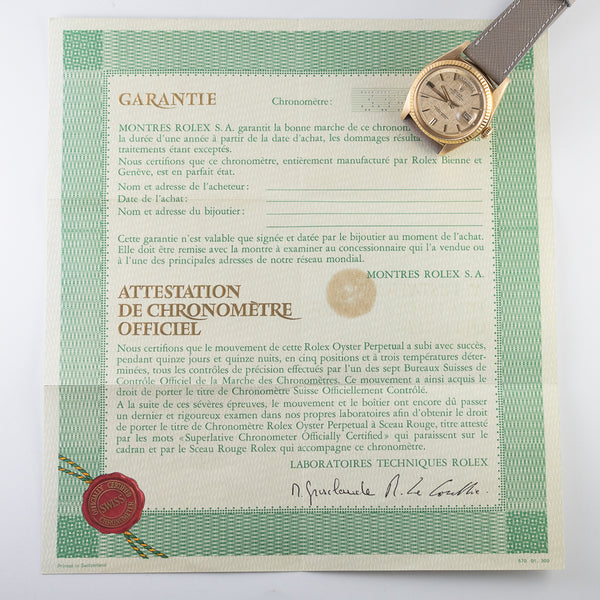 GARANTIE
Chronomètre:
MONTRES ROLEX S. A. garantit la bonne marche de ce chrono
la durée d'une année à partir de la date d'achat, les dommages résulta
traitements étant exceptés.
Nous certifions que ce chronomètre, entièrement manufacturé par Rolex Bienne et
Genève, est en parfait état.
Nom et adresse de l'acheteur:
Date de l'achat:
Nom et adresse du bijoutier:
Cette garantie n'est valable que signée et datée par le bijoutier au moment de l'achat.
Elle doit être remise avec la montre à examiner au concessionnaire qui l'a vendue ou
à l'une des principales adresses de notre réseau mondial.
MONTRES ROLEX S. A.
ATTESTATION
DE CHRONOMÈTRE
OFFICIEL
Nous certifions que le mouvement de cette Rolex Oyster Perpetual a subi avec succès,
pendant quinze jours et quinze nuits, en cinq positions et à trois températures déter-
minées, tous les contrôles de précision effectués par l'un des sept Bureaux Suisses de
Contrôle Officiel de la Marche des Chronomètres. Ce mouvement a ainsi acquis le
droit de porter le titre de Chronomètre Suisse Officiellement Contrôlé.
A la suite de ces sévères épreuves, le mouvement et le boîtier ont encore dû passer
un dernier et rigoureux examen dans nos propres laboratoires afin d'obtenir le droit
de porter le titre de Chronomètre Rolex Oyster Perpetual à Sceau Rouge, titre attesté
par les mots «Superlative Chronometer Officially Certified» qui paraissent sur le
cadran et par le Sceau Rouge Rolex qui accompagne ce chronomètre.
LABORATOIRES TECHNIQUES ROLEX
OFFICIALLY CERTIFIED
SWISS
CHRONOMETER
Printed in Switzerland
570. 01. 300